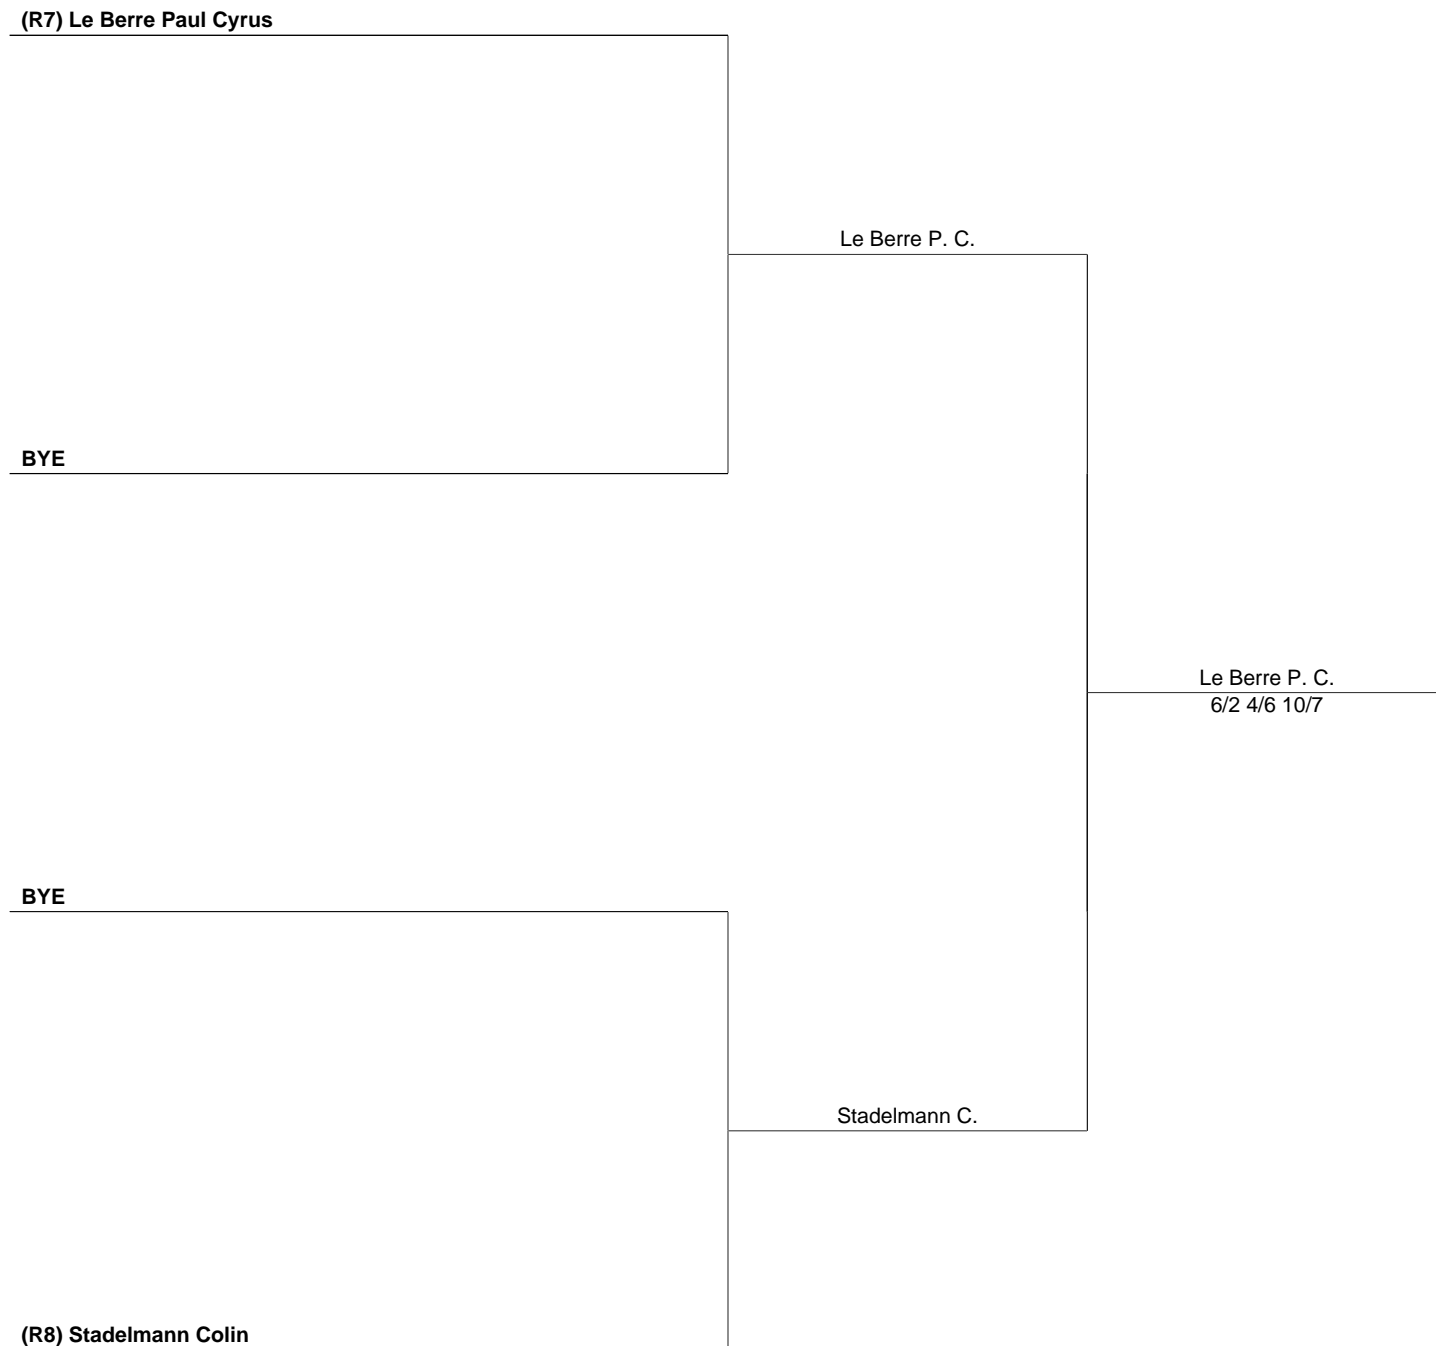 (R7) Le Berre Paul Cyrus
Le Berre P. C.
BYE
Le Berre P. C.
6/2 4/6 10/7
BYE
Stadelmann C.
(R8) Stadelmann Colin